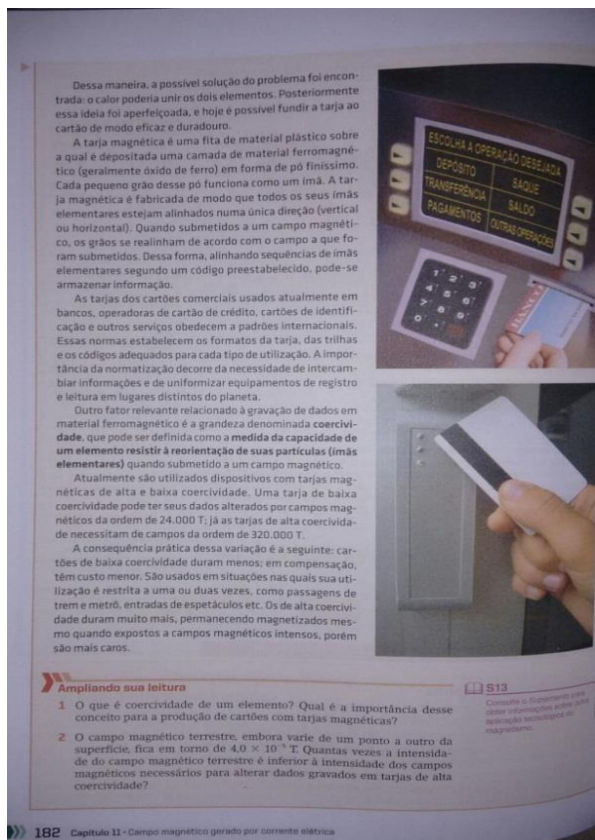 Dessa maneira, a possível solução do problema foi encon-
trada: o calor poderia unir os dois elementos. Posteriormente
essa ideia foi aperfeiçoada, e hoje é possível fundir a tarja ao
cartão de modo eficaz e duradouro.
A tarja magnética é uma fita de material plástico sobre
a qual é depositada uma camada de material ferromagné-
tico (geralmente óxido de ferro) em forma de pó finíssimo.
Cada pequeno grão desse pó funciona como um ímã. A tar-
ja magnética é fabricada de modo que todos os seus ímãs
elementares estejam alinhados numa única direção (vertical
ou horizontal). Quando submetidos a um campo magnéti-
co, os grãos se realinham de acordo com o campo a que fo-
ram submetidos. Dessa forma, alinhando sequências de ímãs
elementares segundo um código preestabelecido, pode-se
armazenar informação.
As tarjas dos cartões comerciais usados atualmente em
bancos, operadoras de cartão de crédito, cartões de identifi-
cação e outros serviços obedecem a padrões internacionais.
Essas normas estabelecem os formatos da tarja, das trilhas
e os códigos adequados para cada tipo de utilização. A impor-
tância da normatização decorre da necessidade de intercam-
biar informações e de uniformizar equipamentos de registro
e leitura em lugares distintos do planeta.
Outro fator relevante relacionado à gravação de dados em
material ferromagnético é a grandeza denominada coercivi-
dade, que pode ser definida como a medida da capacidade de
um elemento resistir à reorientação de suas partículas (ímãs
elementares) quando submetido a um campo magnético.
Atualmente são utilizados dispositivos com tarjas mag-
néticas de alta e baixa coercividade. Uma tarja de baixa
coercividade pode ter seus dados alterados por campos mag-
néticos da ordem de 24.000 T; já as tarjas de alta coercivida-
de necessitam de campos da ordem de 320.000 T.
A consequência prática dessa variação é a seguinte: car-
tões de baixa coercividade duram menos; em compensação,
têm custo menor. São usados em situações nas quais sua uti-
lização é restrita a uma ou duas vezes, como passagens de
trem e metrô, entradas de espetáculos etc. Os de alta coercivi-
dade duram muito mais, permanecendo magnetizados mes-
mo quando expostos a campos magnéticos intensos, porém
são mais caros.
ESCOLHA A OPERAÇÃO DESEJADA
DEPÓSITO SAQUE
TRANSFERÊNCIA SALDO
PAGAMENTOS OUTRAS OPERAÇÕES
1 2 3
4 5 6
7 8 9
0
Ampliando sua leitura
1 O que é coercividade de um elemento? Qual é a importância desse
conceito para a produção de cartões com tarjas magnéticas?
2 O campo magnético terrestre, embora varie de um ponto a outro da
superfície, fica em torno de 4,0 × 10⁻⁵ T. Quantas vezes a intensida-
de do campo magnético terrestre é inferior à intensidade dos campos
magnéticos necessários para alterar dados gravados em tarjas de alta
coercividade?
S13
Consulte o Suplemento para
obter informações sobre outra
aplicação tecnológica do
magnetismo.
182 Capítulo 11 • Campo magnético gerado por corrente elétrica